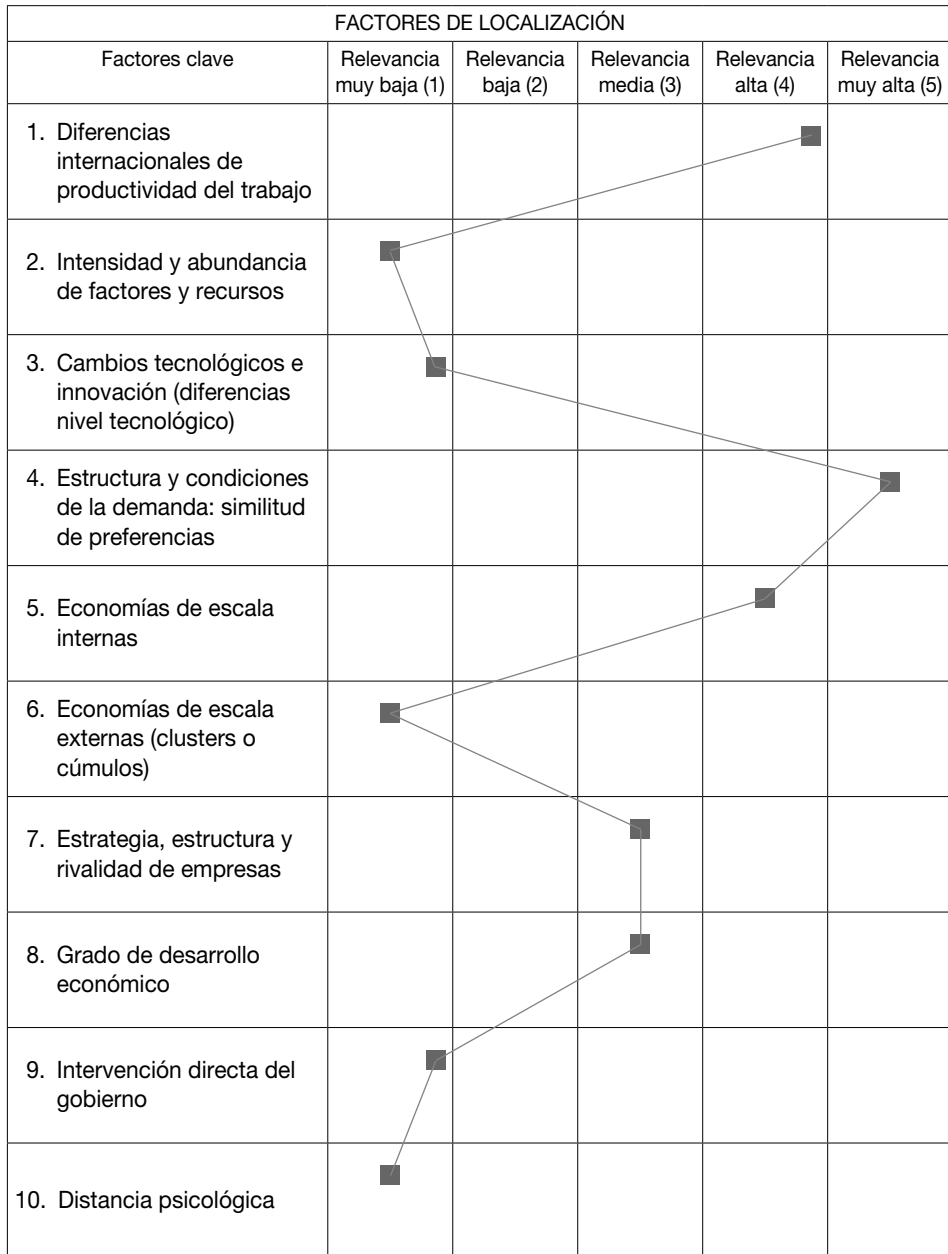 FACTORES DE LOCALIZACIÓN
Factores clave
Relevancia
muy baja (1)
Relevancia
baja (2)
Relevancia
media (3)
Relevancia
alta (4)
Relevancia
muy alta (5)
1. Diferencias
internacionales de
productividad del trabajo
2. Intensidad y abundancia
de factores y recursos
3. Cambios tecnológicos e
innovación (diferencias
nivel tecnológico)
4. Estructura y condiciones
de la demanda: similitud
de preferencias
5. Economías de escala
internas
6. Economías de escala
externas (clusters o
cúmulos)
7. Estrategia, estructura y
rivalidad de empresas
8. Grado de desarrollo
económico
9. Intervención directa del
gobierno
10. Distancia psicológica